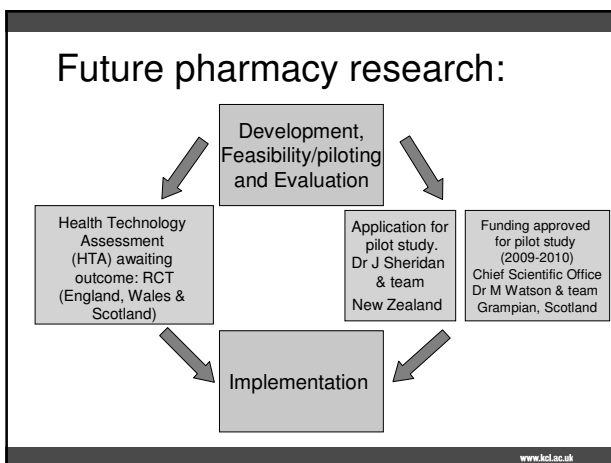 Future pharmacy research:
Development,
Feasibility/piloting
and Evaluation
Health Technology
Assessment
(HTA) awaiting
outcome: RCT
(England, Wales &
Scotland)
Application for
pilot study.
Dr J Sheridan
& team
New Zealand
Funding approved
for pilot study
(2009-2010)
Chief Scientific Office
Dr M Watson & team
Grampian, Scotland
Implementation
www.kcl.ac.uk